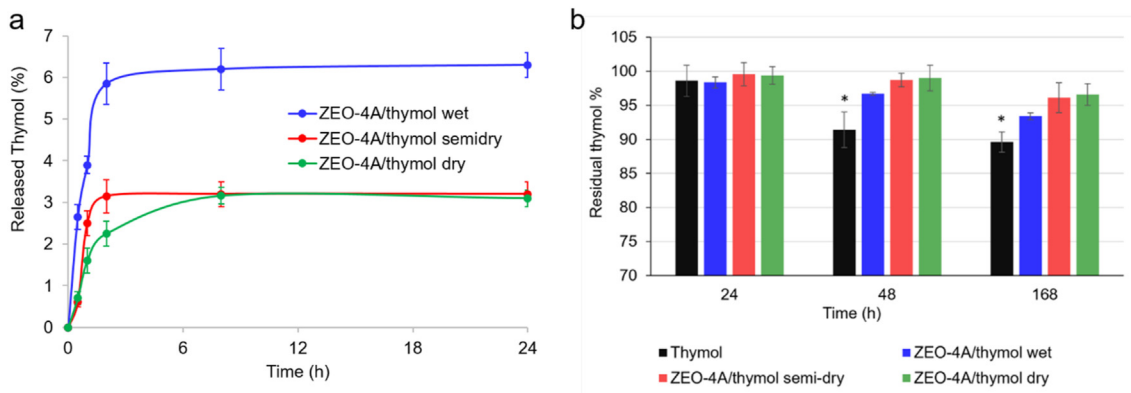 a
7
6
5
4
3
2
1
0
Released Thymol (%)
0 6 12 18 24
Time (h)
ZEO-4A/thymol wet
ZEO-4A/thymol semidry
ZEO-4A/thymol dry
b
105
100
95
90
85
80
75
70
Residual thymol %
*
*
24 48 168
Time (h)
Thymol
ZEO-4A/thymol wet
ZEO-4A/thymol semi-dry
ZEO-4A/thymol dry